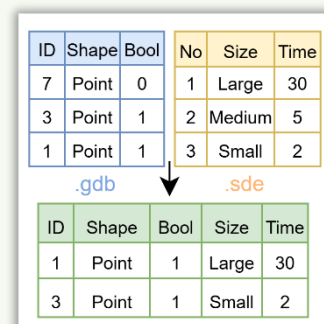 ID Shape Bool No Size Time
7 Point 0 1 Large 30
3 Point 1 2 Medium 5
1 Point 1 3 Small 2
.gdb .sde
ID Shape Bool Size Time
1 Point 1 Large 30
3 Point 1 Small 2